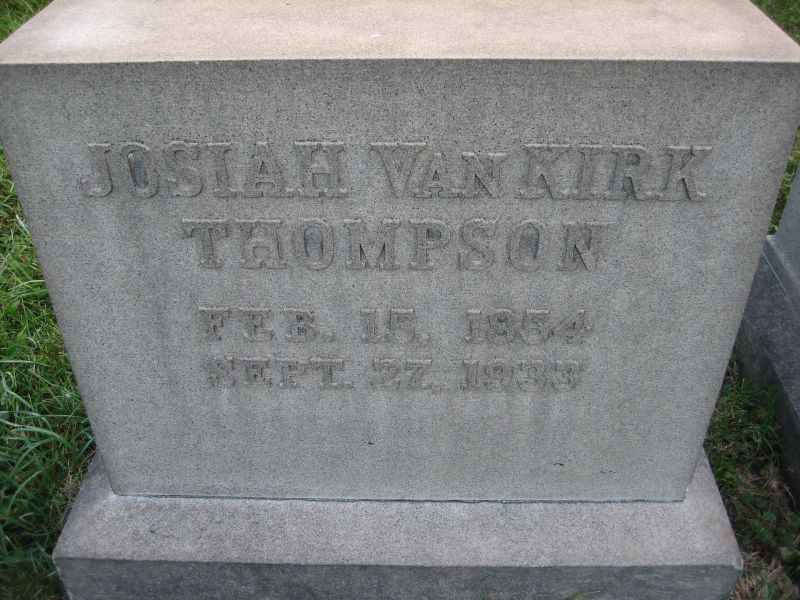 JOSIAH VAN KIRK
THOMPSON
FEB. 15, 1854
SEPT. 27, 1933